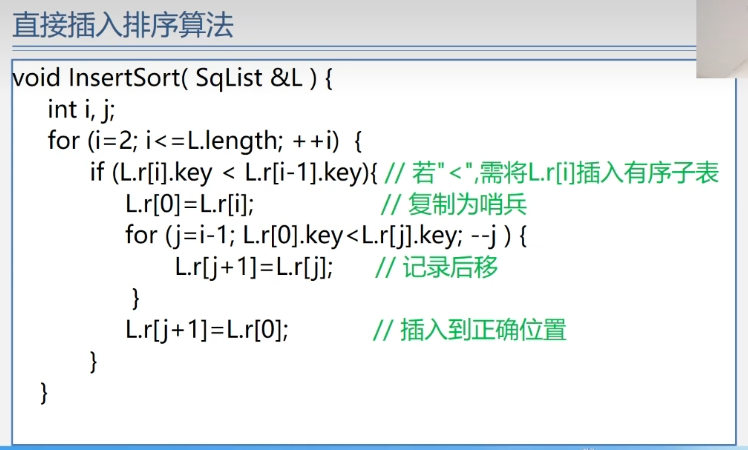 直接插入排序算法
void InsertSort( SqList &L ) {
int i, j;
for (i=2; i<=L.length; ++i) {
if (L.r[i].key < L.r[i-1].key){ // 若"<",需将L.r[i]插入有序子表
L.r[0]=L.r[i]; // 复制为哨兵
for (j=i-1; L.r[0].key<L.r[j].key; --j ) {
L.r[j+1]=L.r[j]; // 记录后移
}
L.r[j+1]=L.r[0]; // 插入到正确位置
}
}